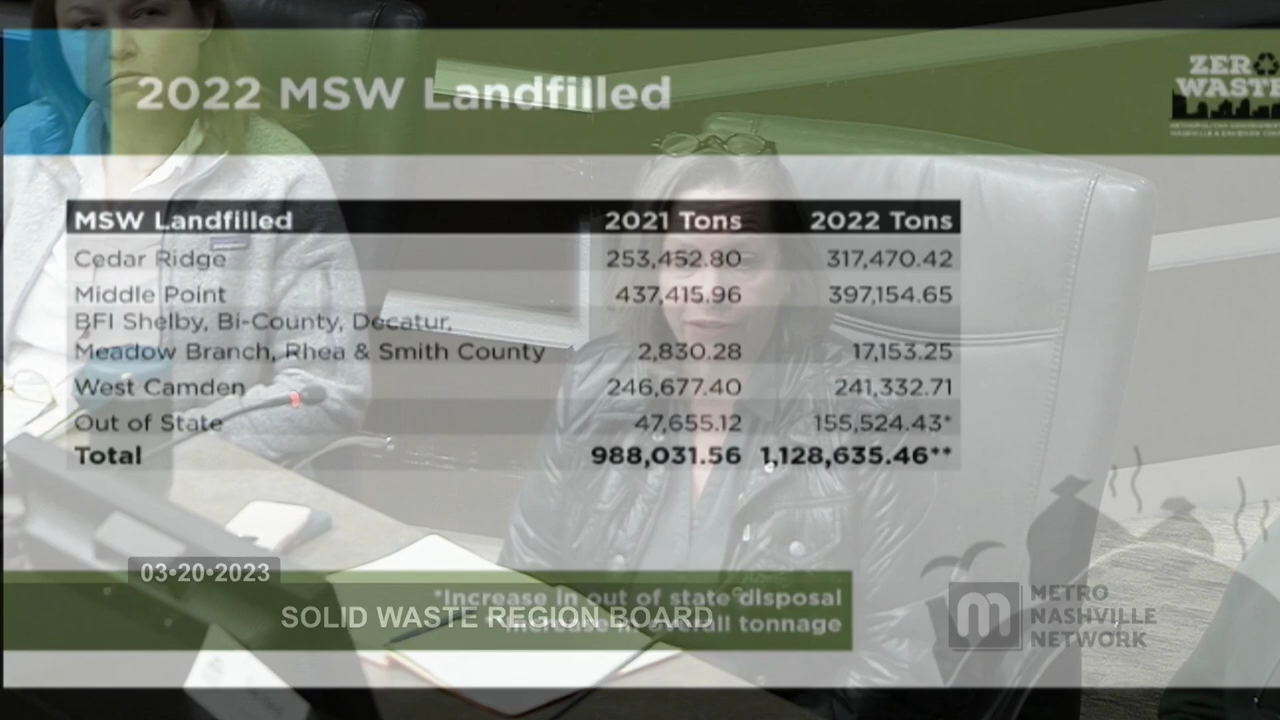 2022 MSW Landfilled
ZERO
WASTE
MSW Landfilled 2021 Tons 2022 Tons
Cedar Ridge 253,452.80 317,470.42
Middle Point 437,415.96 397,154.65
BFI Shelby, Bi-County, Decatur,
Meadow Branch, Rhea & Smith County 2,830.28 17,153.25
West Camden 246,677.40 241,332.71
Out of State 47,655.12 155,524.43*
Total 988,031.56 1,128,635.46**
03•20•2023
*Increase in out of state disposal
SOLID WASTE REGION BOARD
tonnage
m METRO
NASHVILLE
NETWORK